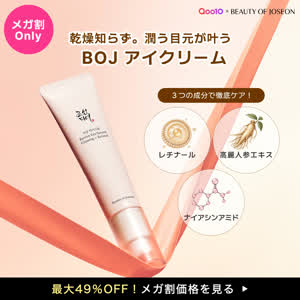 メガ割
Only
Qoo10 × BEAUTY OF JOSEON
乾燥知らず。潤う目元が叶う
BOJ アイクリーム
3つの成分で徹底ケア!
レチナール
高麗人参エキス
ナイアシンアミド
最大49%OFF!メガ割価格を見る ▶